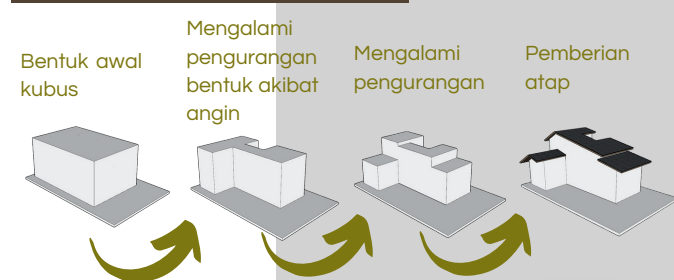 Bentuk awal
kubus
Mengalami
pengurangan
bentuk akibat
angin
Mengalami
pengurangan
Pemberian
atap